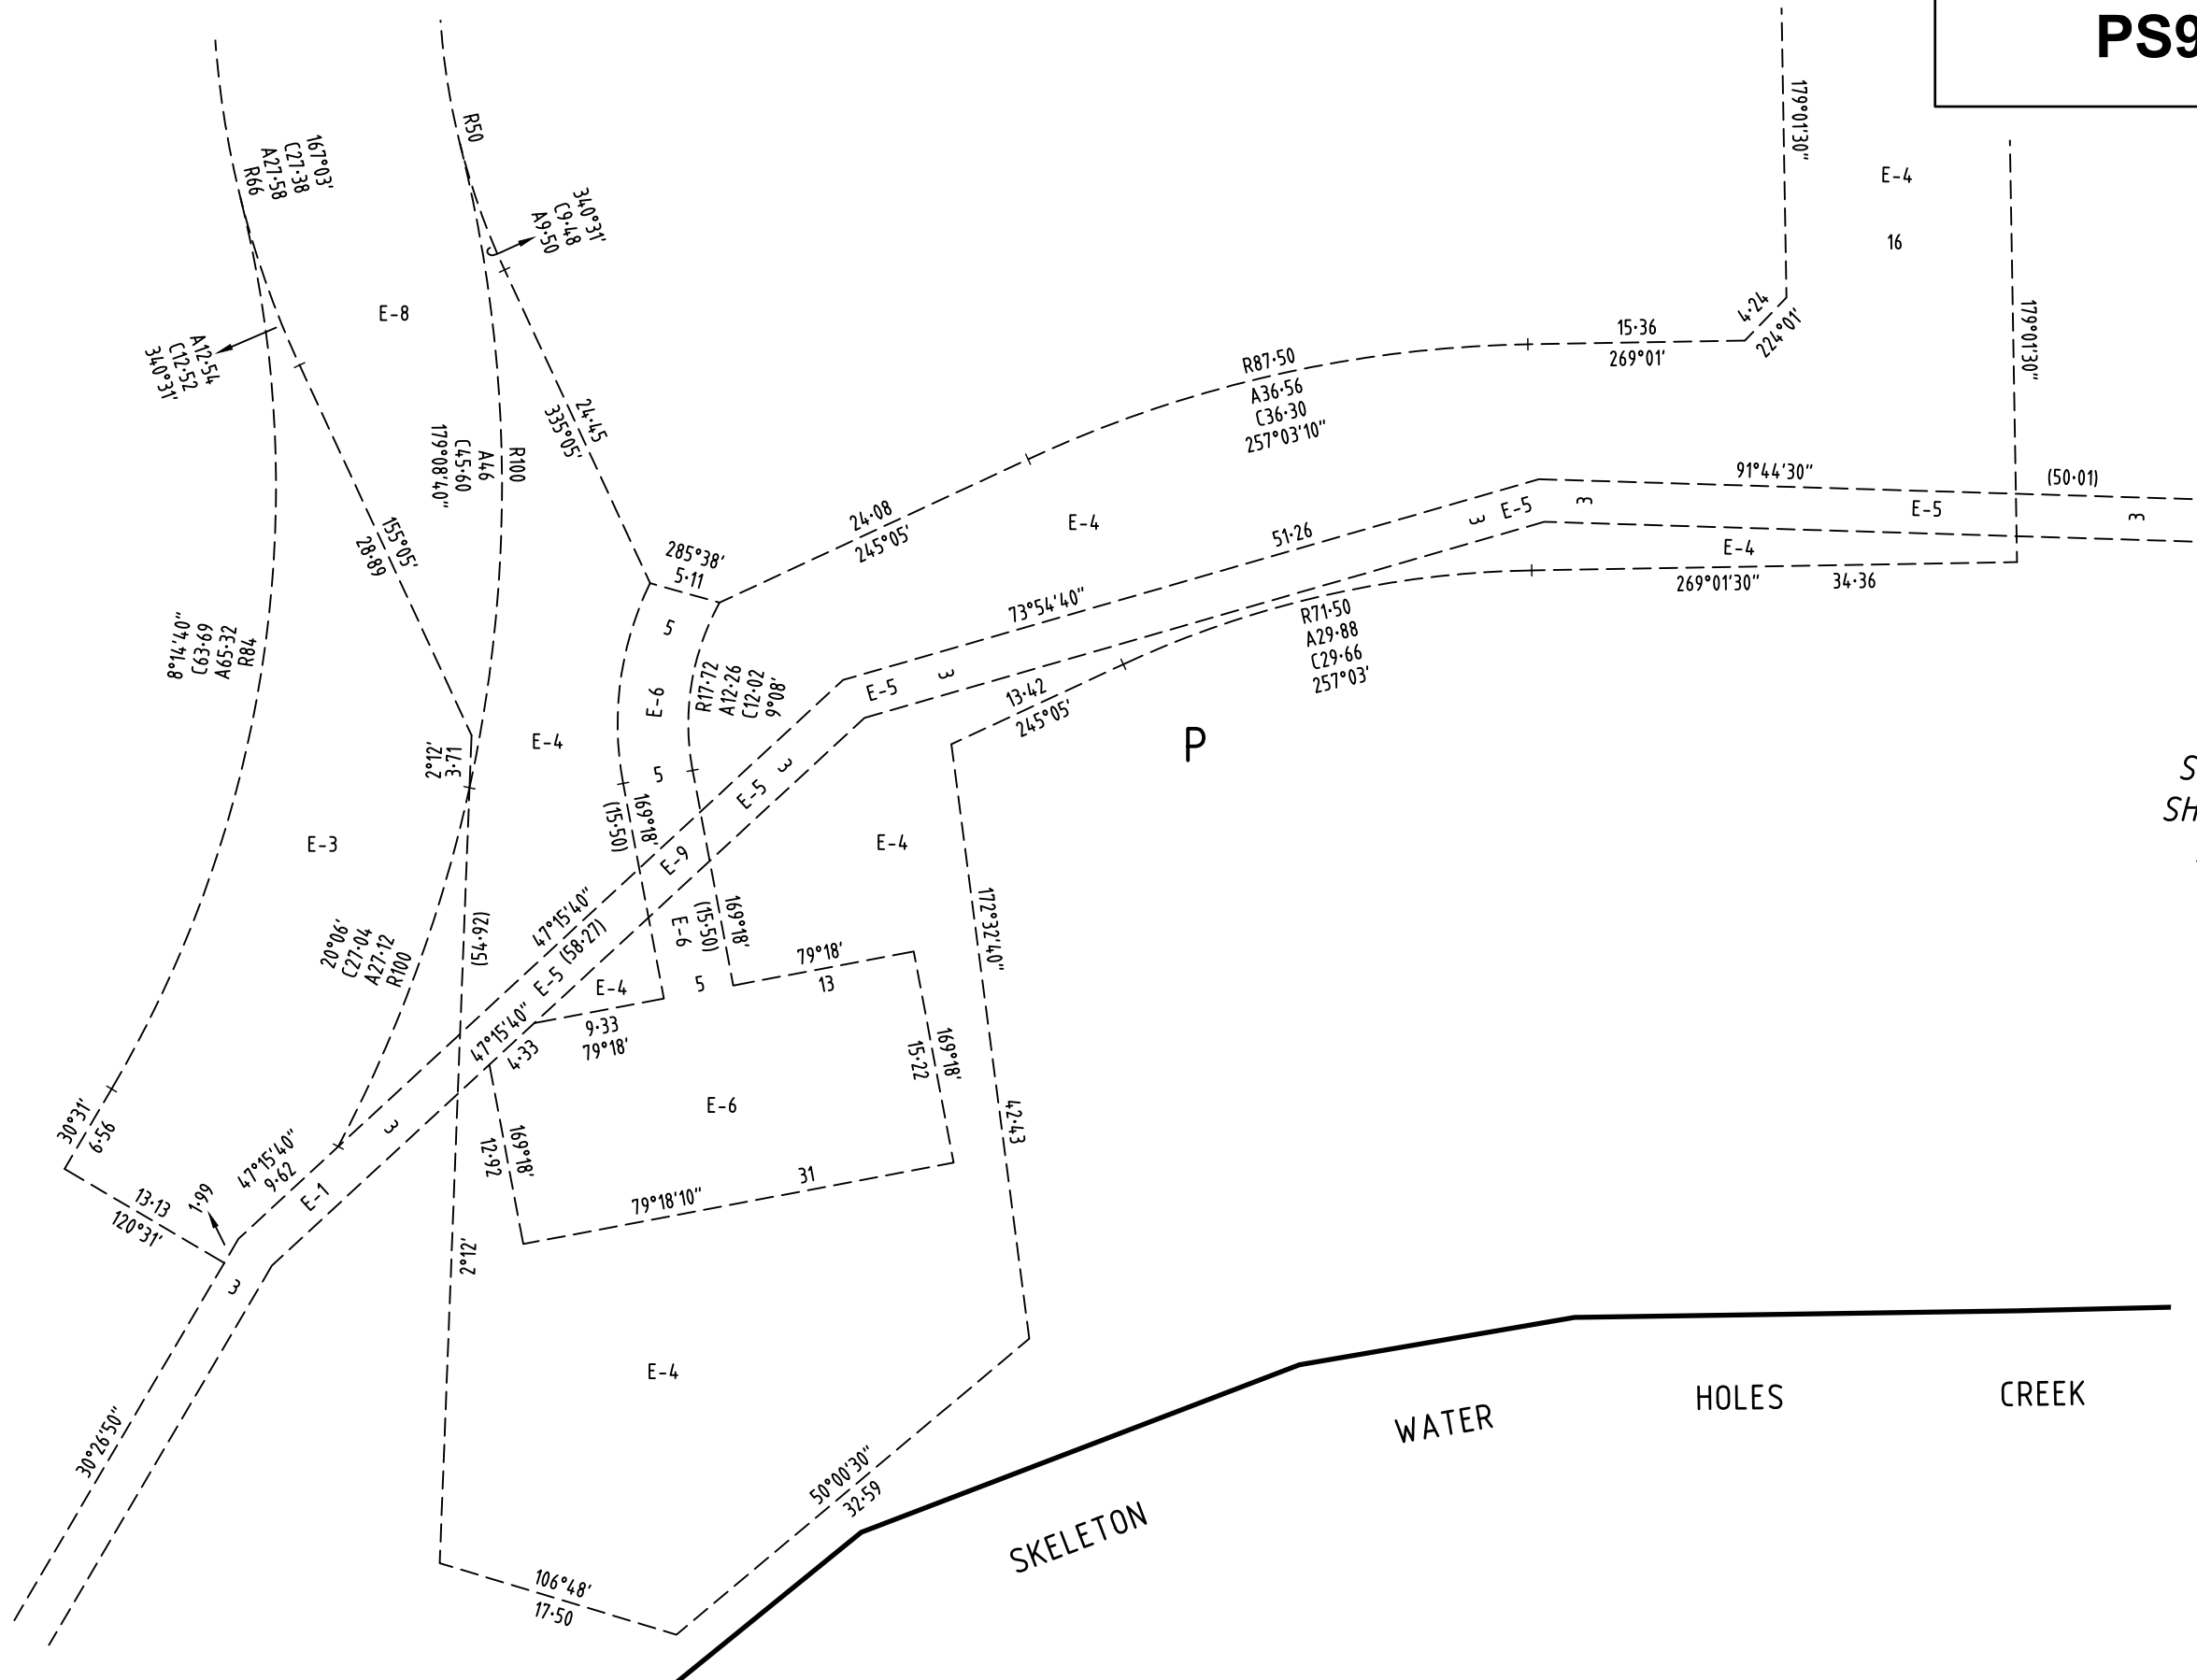 PS9
R50
179°01'30"
167°03'
C27·38
A27·58
R66
E-4
340°31'
C9·48
A9·50
16
E-8
4·24
224°01'
15·36
269°01'
179°01'30"
A12·54
C12·52
340°31'
R87·50
A36·56
C36·30
257°03'10"
24·45
335°05'
R100
A46
C45·60
179°08'40"
91°44'30"
(50·01)
E-5
3
3
E-5
3
24·08
245°05'
E-4
51·26
155°05'
28·89
285°38'
5·11
E-4
269°01'30"
34·36
73°54'40"
R71·50
A29·88
C29·66
257°03'
8°14'40"
C63·69
A65·32
R84
5
E-6
R17·72
A12·26
C12·02
9°08'
E-5
3
13·42
245°05'
P
E-4
2°12'
3·71
5
3
E-5
S
SH
169°18'
(15·50)
E-3
E-9
E-4
47°15'40"
(58·27)
E-5
169°18'
(15·50)
E-6
172°32'40"
20°06'
C27·04
A27·12
R100
(54·92)
79°18'
13
E-4
5
47°15'40"
4·33
9·33
79°18'
169°18'
15·22
E-6
30°31'
6·56
3
169°18'
12·92
42·43
47°15'40"
9·62
E-1
79°18'10"
31
13·13
120°31'
1·99
3
2°12'
E-4
30°26'50"
50°00'30"
32·59
106°48'
17·50
SKELETON WATER HOLES CREEK